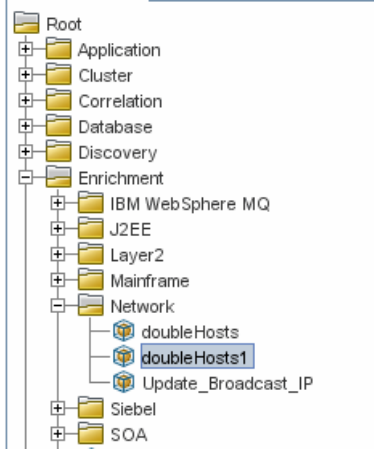 Root
Application
Cluster
Correlation
Database
Discovery
Enrichment
IBM WebSphere MQ
J2EE
Layer2
Mainframe
Network
doubleHosts
doubleHosts1
Update_Broadcast_IP
Siebel
SOA